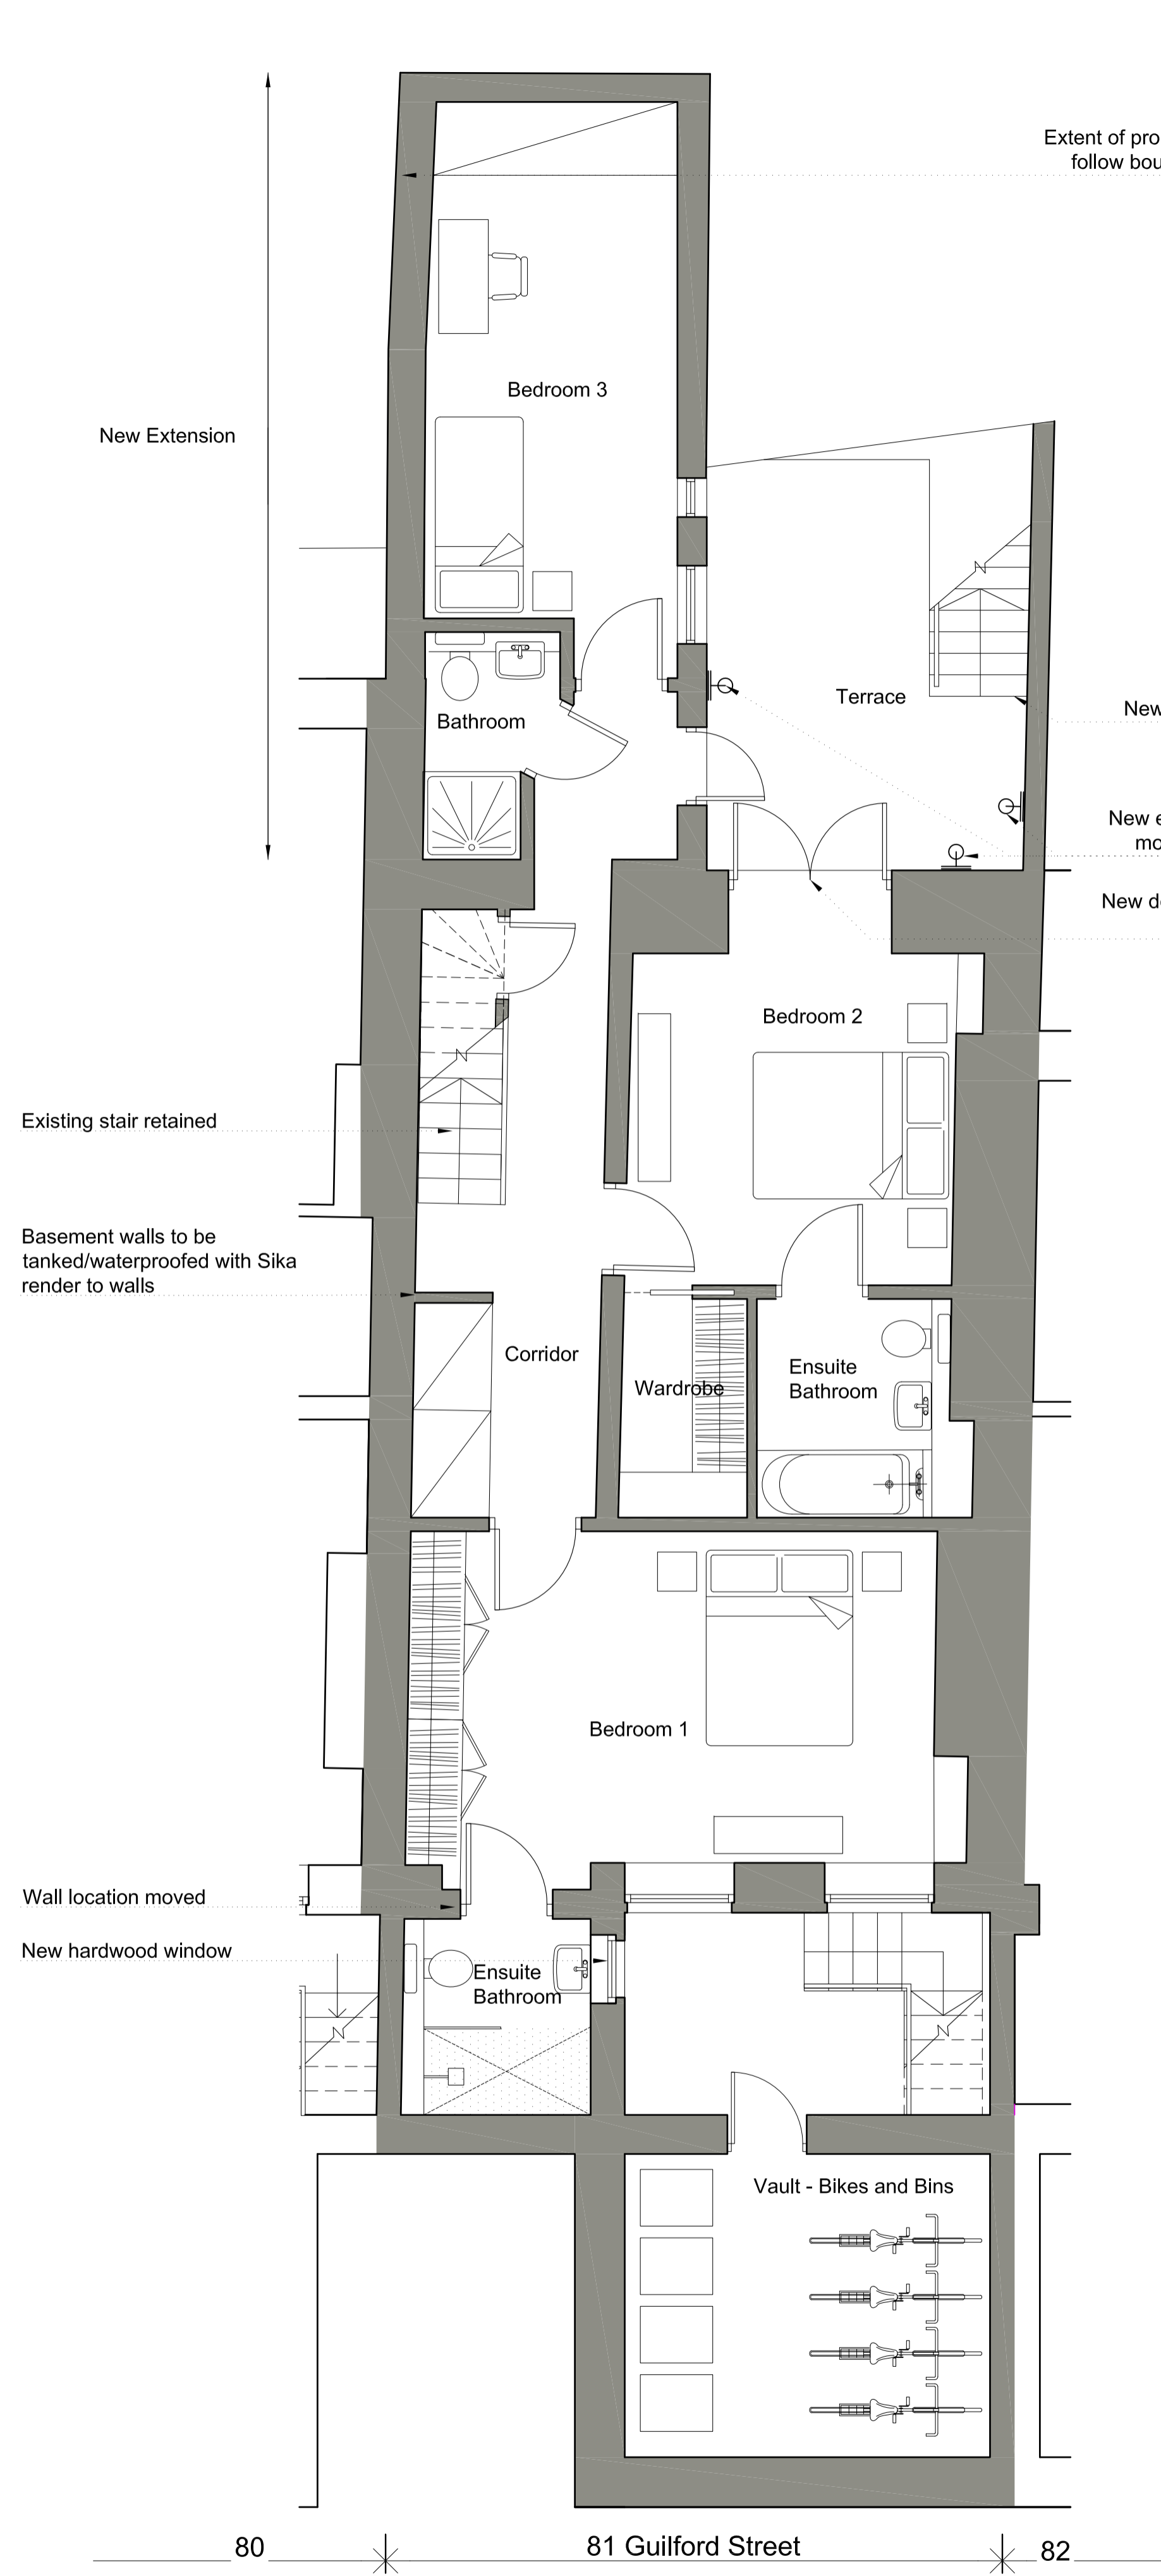 Extent of pro
follow bou
Bedroom 3
New Extension
Terrace
New
Bathroom
New e
mo
New d
Bedroom 2
Existing stair retained
Basement walls to be
tanked/waterproofed with Sika
render to walls
Corridor
Wardrobe
Ensuite
Bathroom
Bedroom 1
Wall location moved
New hardwood window
Ensuite
Bathroom
Vault - Bikes and Bins
80
81 Guilford Street
82